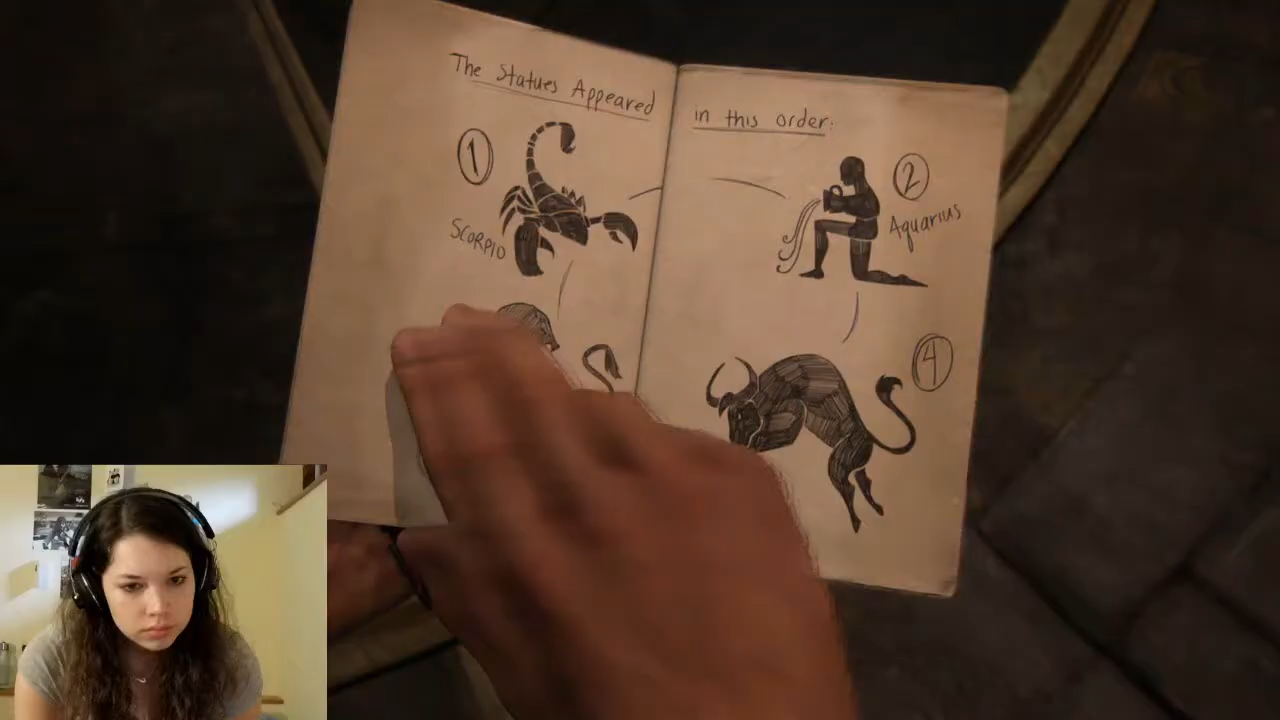 The Statues Appeared
in this order:
1
SCORPIO
2
Aquarius
4